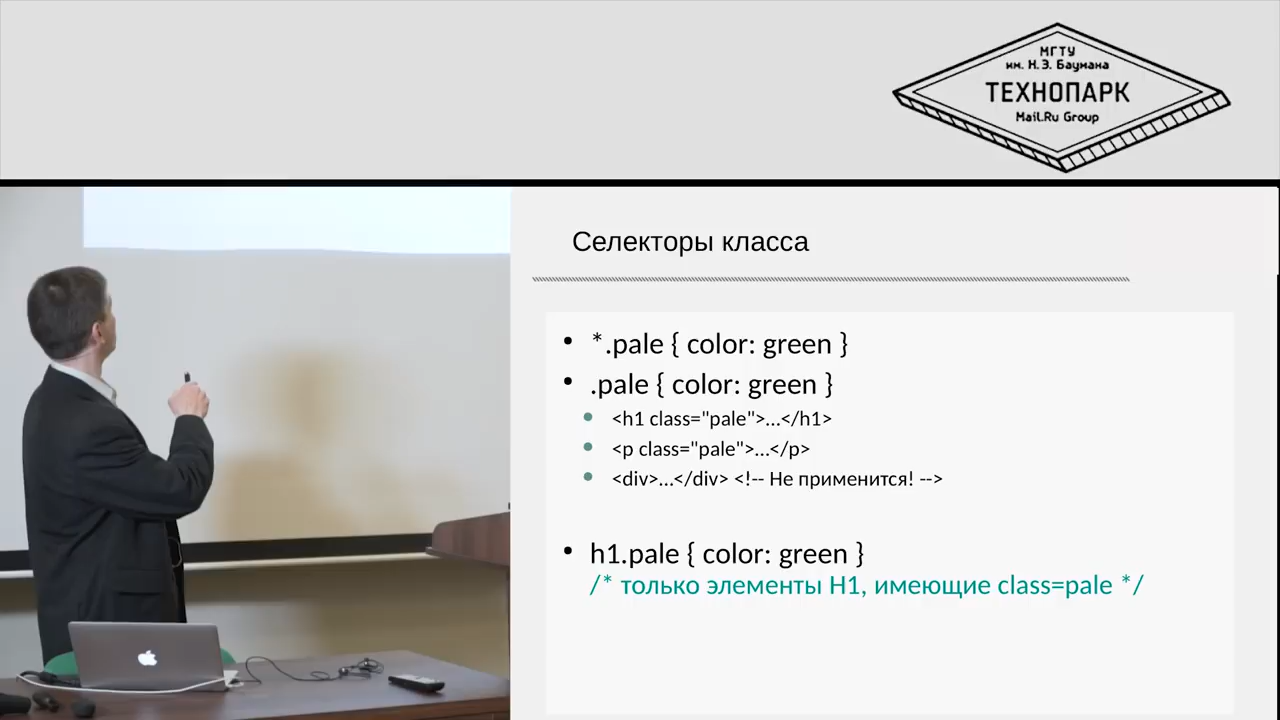 МГТУ
им. Н.Э. Баумана
ТЕХНОПАРК
Mail.Ru Group
Селекторы класса
• *.pale { color: green }
• .pale { color: green }
• <h1 class="pale">...</h1>
• <p class="pale">...</p>
• <div>...</div> <!-- Не применится! -->
• h1.pale { color: green }
/* только элементы H1, имеющие class=pale */